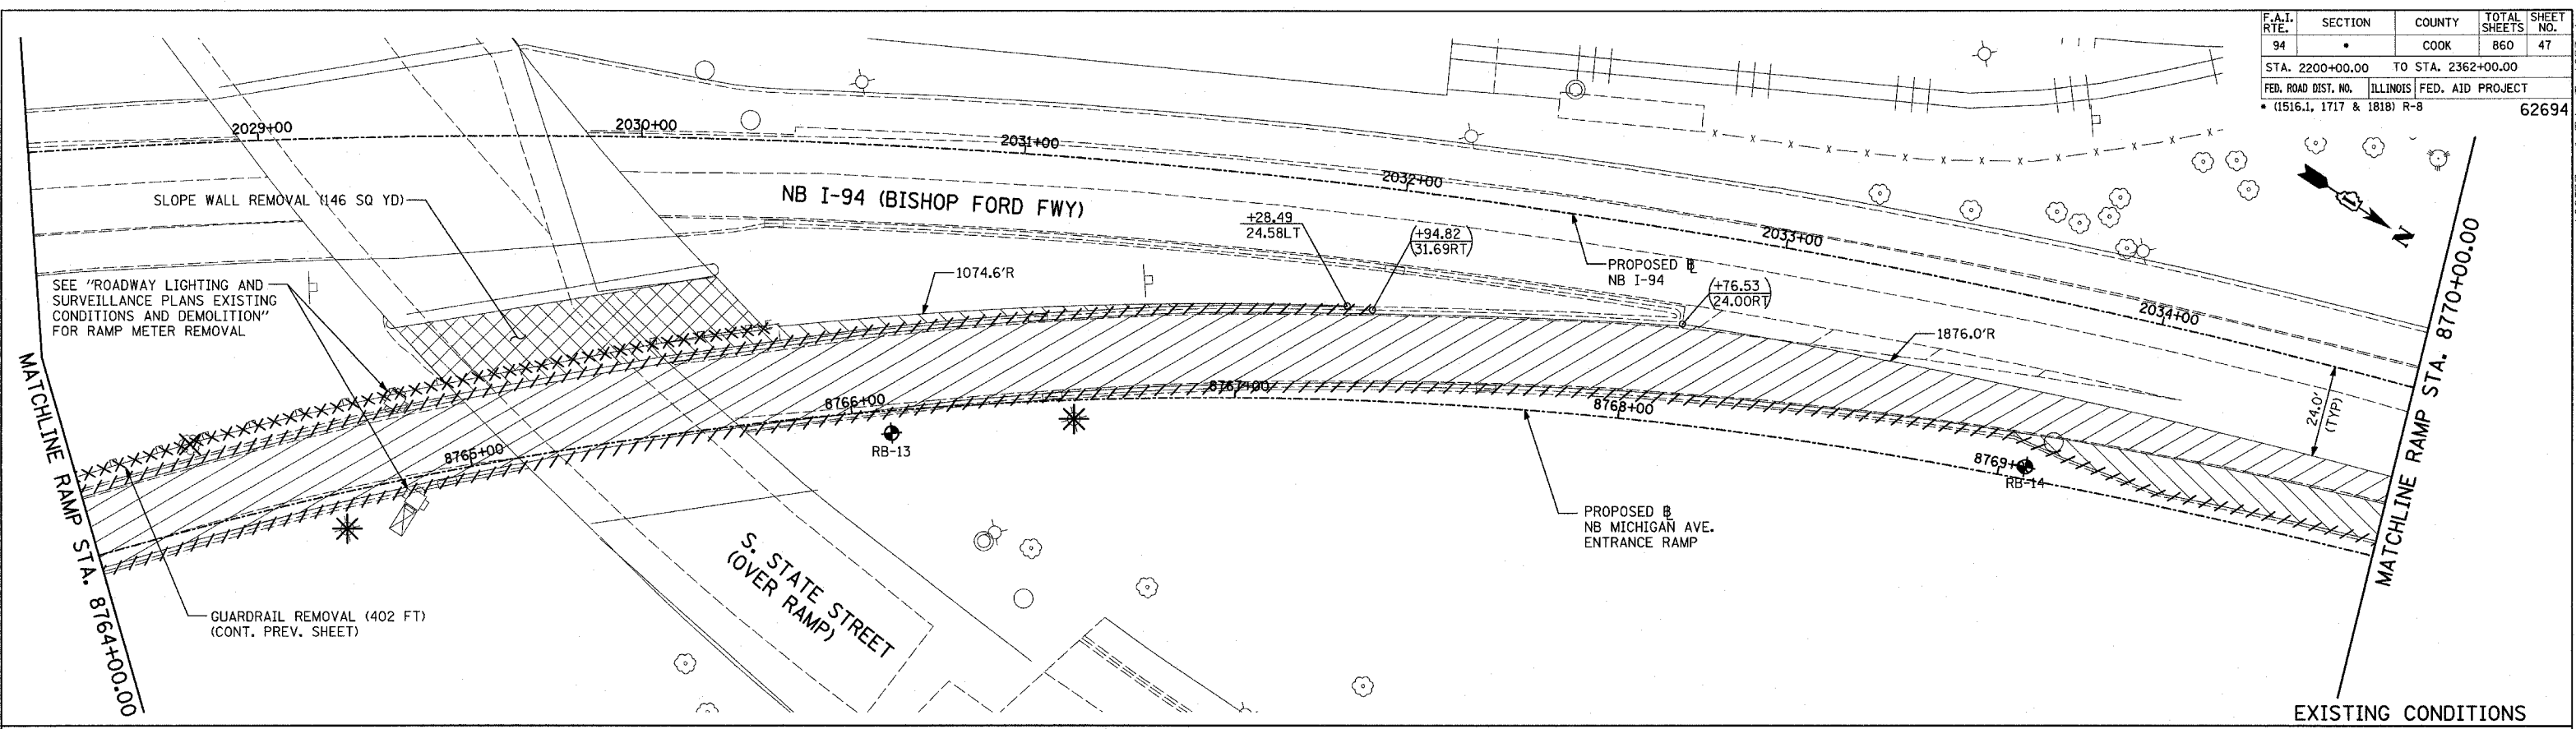 F.A.I. RTE. SECTION COUNTY TOTAL SHEETS SHEET NO.
94 * COOK 860 47
STA. 2200+00.00 TO STA. 2362+00.00
FED. ROAD DIST. NO. ILLINOIS FED. AID PROJECT
* (1516.1, 1717 & 1818) R-8
62694
2029+00
2030+00
2031+00
2032+00
2033+00
2034+00
SLOPE WALL REMOVAL (146 SQ YD)
NB I-94 (BISHOP FORD FWY)
+28.49
24.58LT
(+94.82
31.69RT)
PROPOSED B
NB I-94
(+76.53
24.00RT)
1074.6'R
1876.0'R
N
SEE "ROADWAY LIGHTING AND
SURVEILLANCE PLANS EXISTING
CONDITIONS AND DEMOLITION"
FOR RAMP METER REMOVAL
24.0'
(TYP)
MATCHLINE RAMP STA. 8764+00.00
MATCHLINE RAMP STA. 8770+00.00
8765+00
8766+00
8767+00
8768+00
8769+
RB-13
RB-14
PROPOSED B
NB MICHIGAN AVE.
ENTRANCE RAMP
S. STATE STREET
(OVER RAMP)
GUARDRAIL REMOVAL (402 FT)
(CONT. PREV. SHEET)
EXISTING CONDITIONS